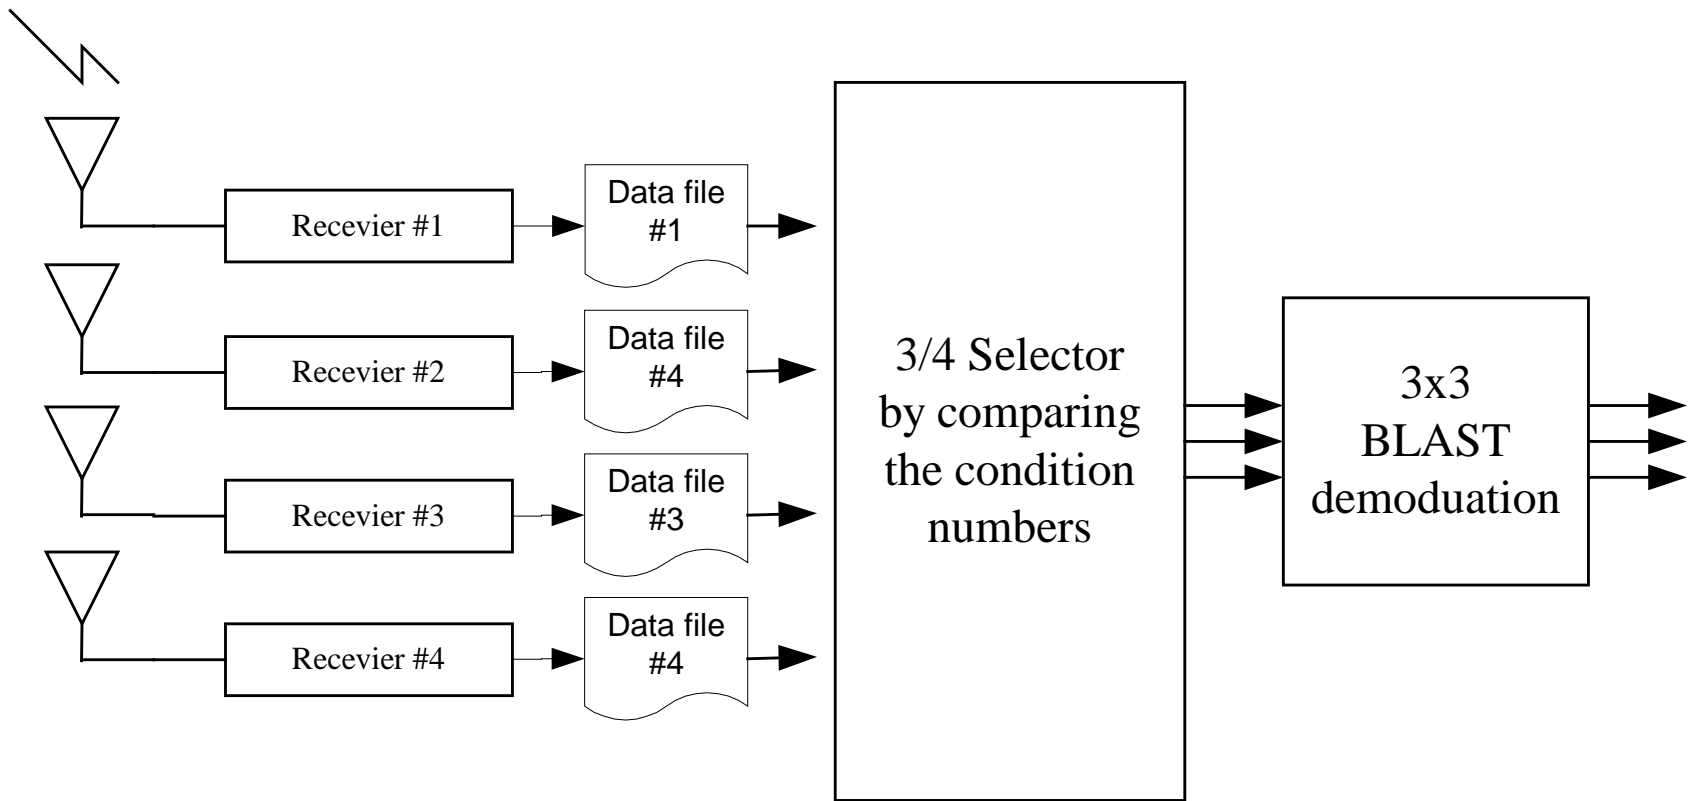 Recevier #1
Data file
#1
Recevier #2
Data file
#4
Recevier #3
Data file
#3
Recevier #4
Data file
#4
3/4 Selector
by comparing
the condition
numbers
3x3
BLAST
demoduation